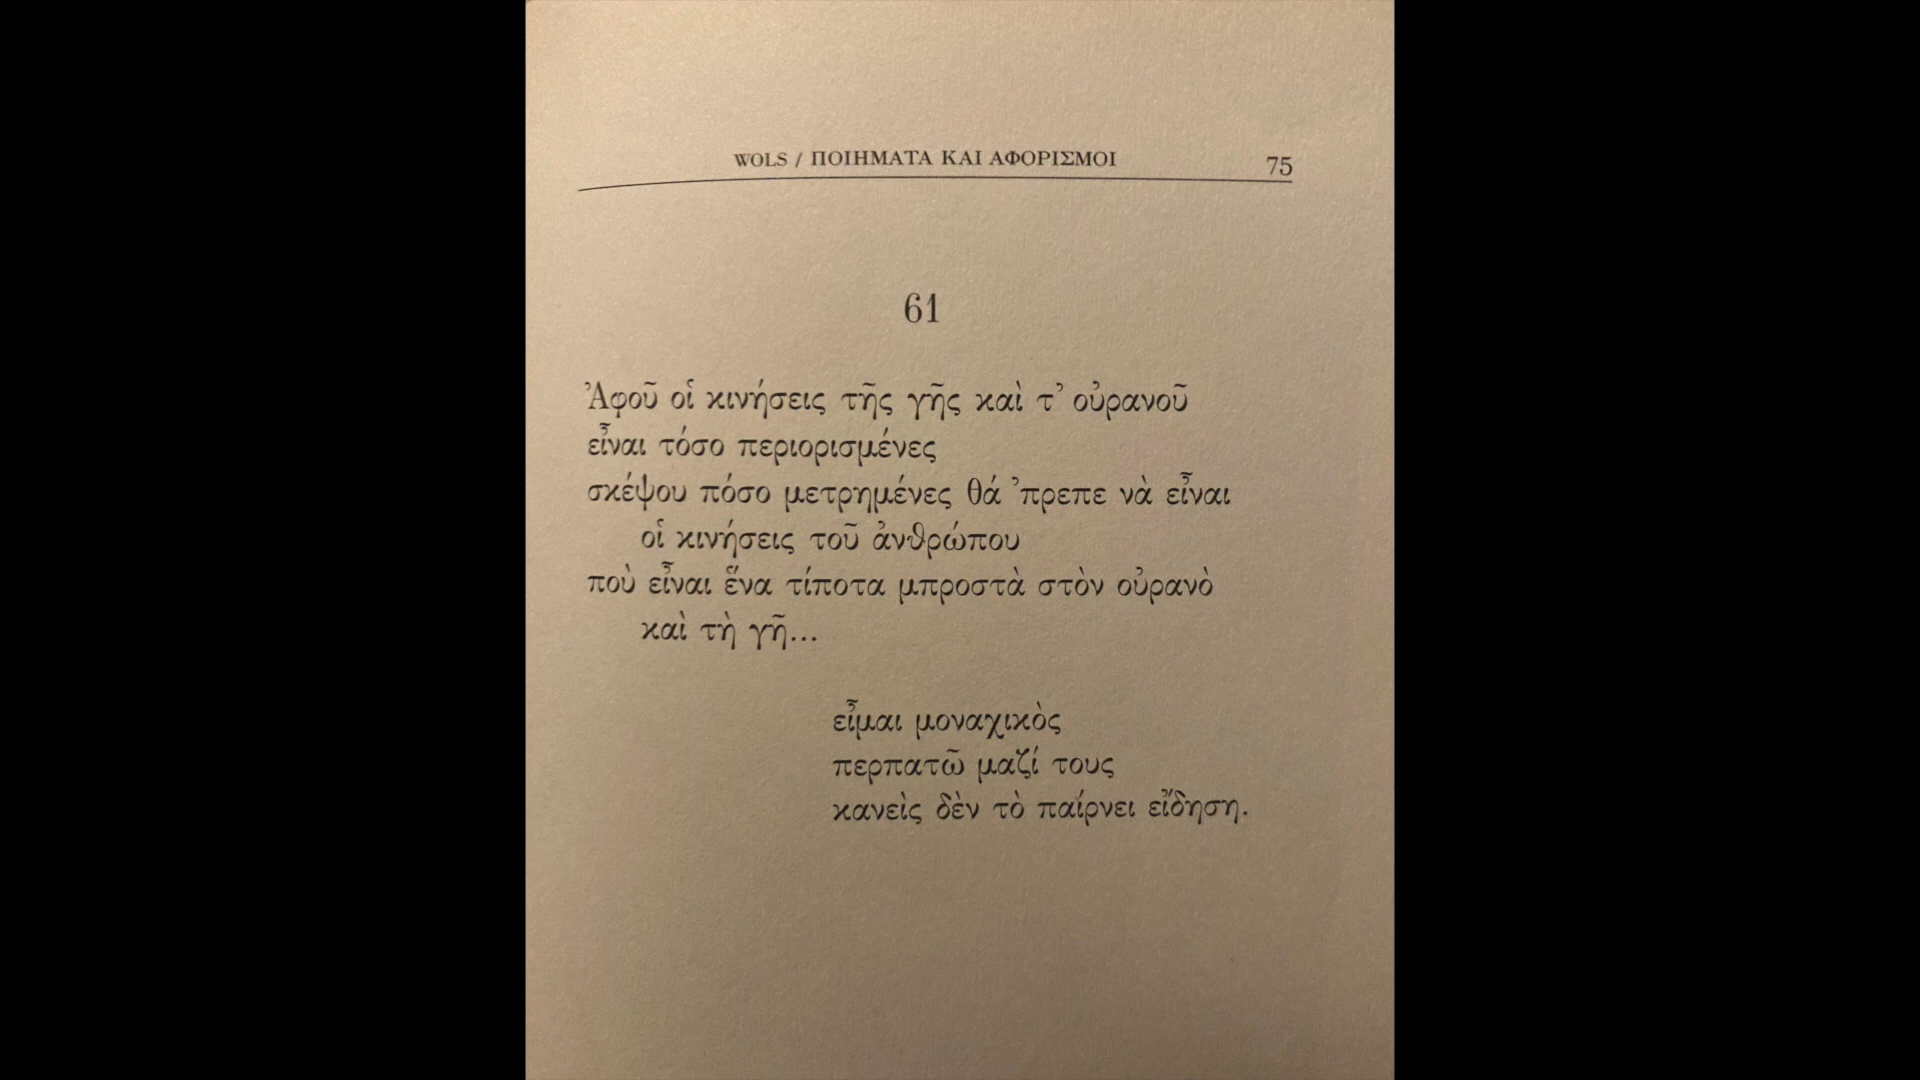 WOLS / ΠΟΙΗΜΑΤΑ ΚΑΙ ΑΦΟΡΙΣΜΟΙ 75
61
Ἀφοῦ οἱ κινήσεις τῆς γῆς καὶ τ’ οὐρανοῦ
εἶναι τόσο περιορισμένες
σκέψου πόσο μετρημένες θά ’πρεπε νὰ εἶναι
οἱ κινήσεις τοῦ ἀνθρώπου
ποὺ εἶναι ἕνα τίποτα μπροστὰ στὸν οὐρανὸ
καὶ τὴ γῆ...
εἶμαι μοναχικὸς
περπατῶ μαζί τους
κανεὶς δὲν τὸ παίρνει εἴδηση.